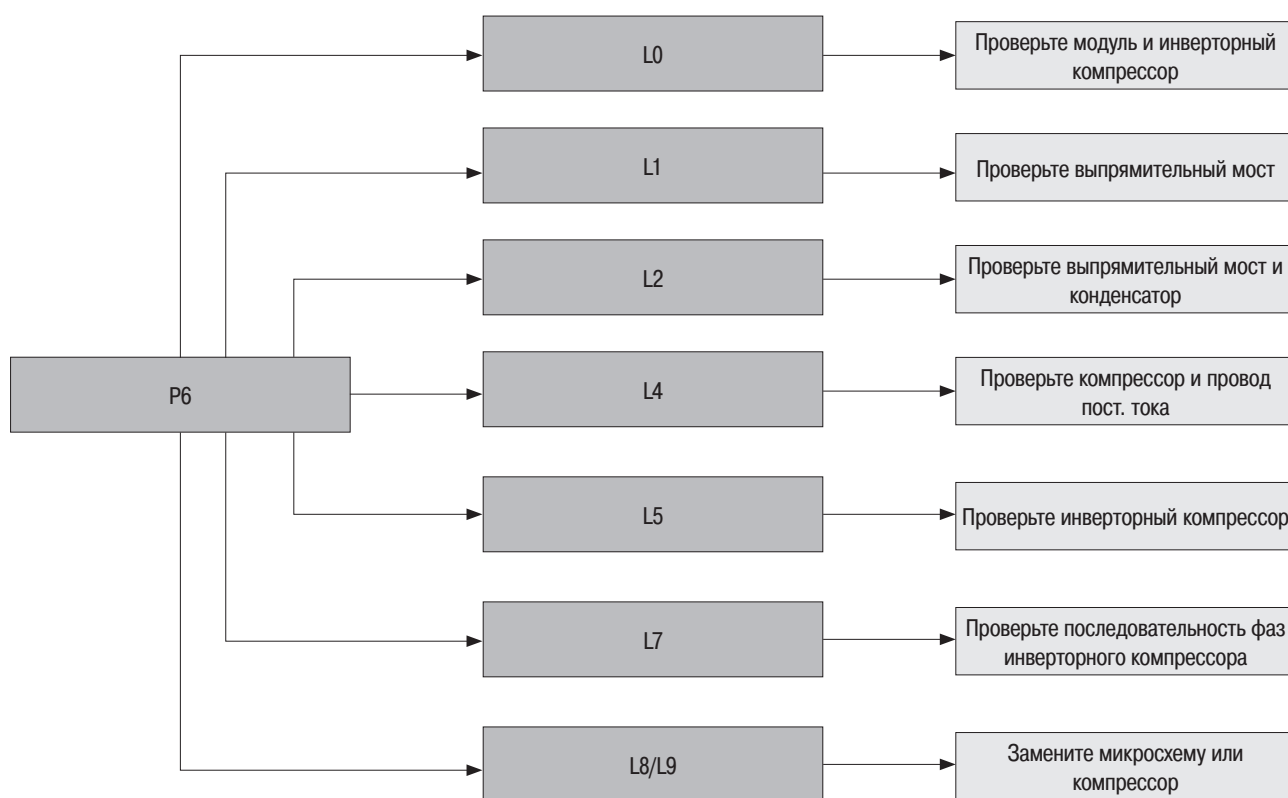 L0
Проверьте модуль и инверторный
компрессор
L1
Проверьте выпрямительный мост
L2
Проверьте выпрямительный мост и
конденсатор
P6
L4
Проверьте компрессор и провод
пост. тока
L5
Проверьте инверторный компрессор
L7
Проверьте последовательность фаз
инверторного компрессора
L8/L9
Замените микросхему или
компрессор